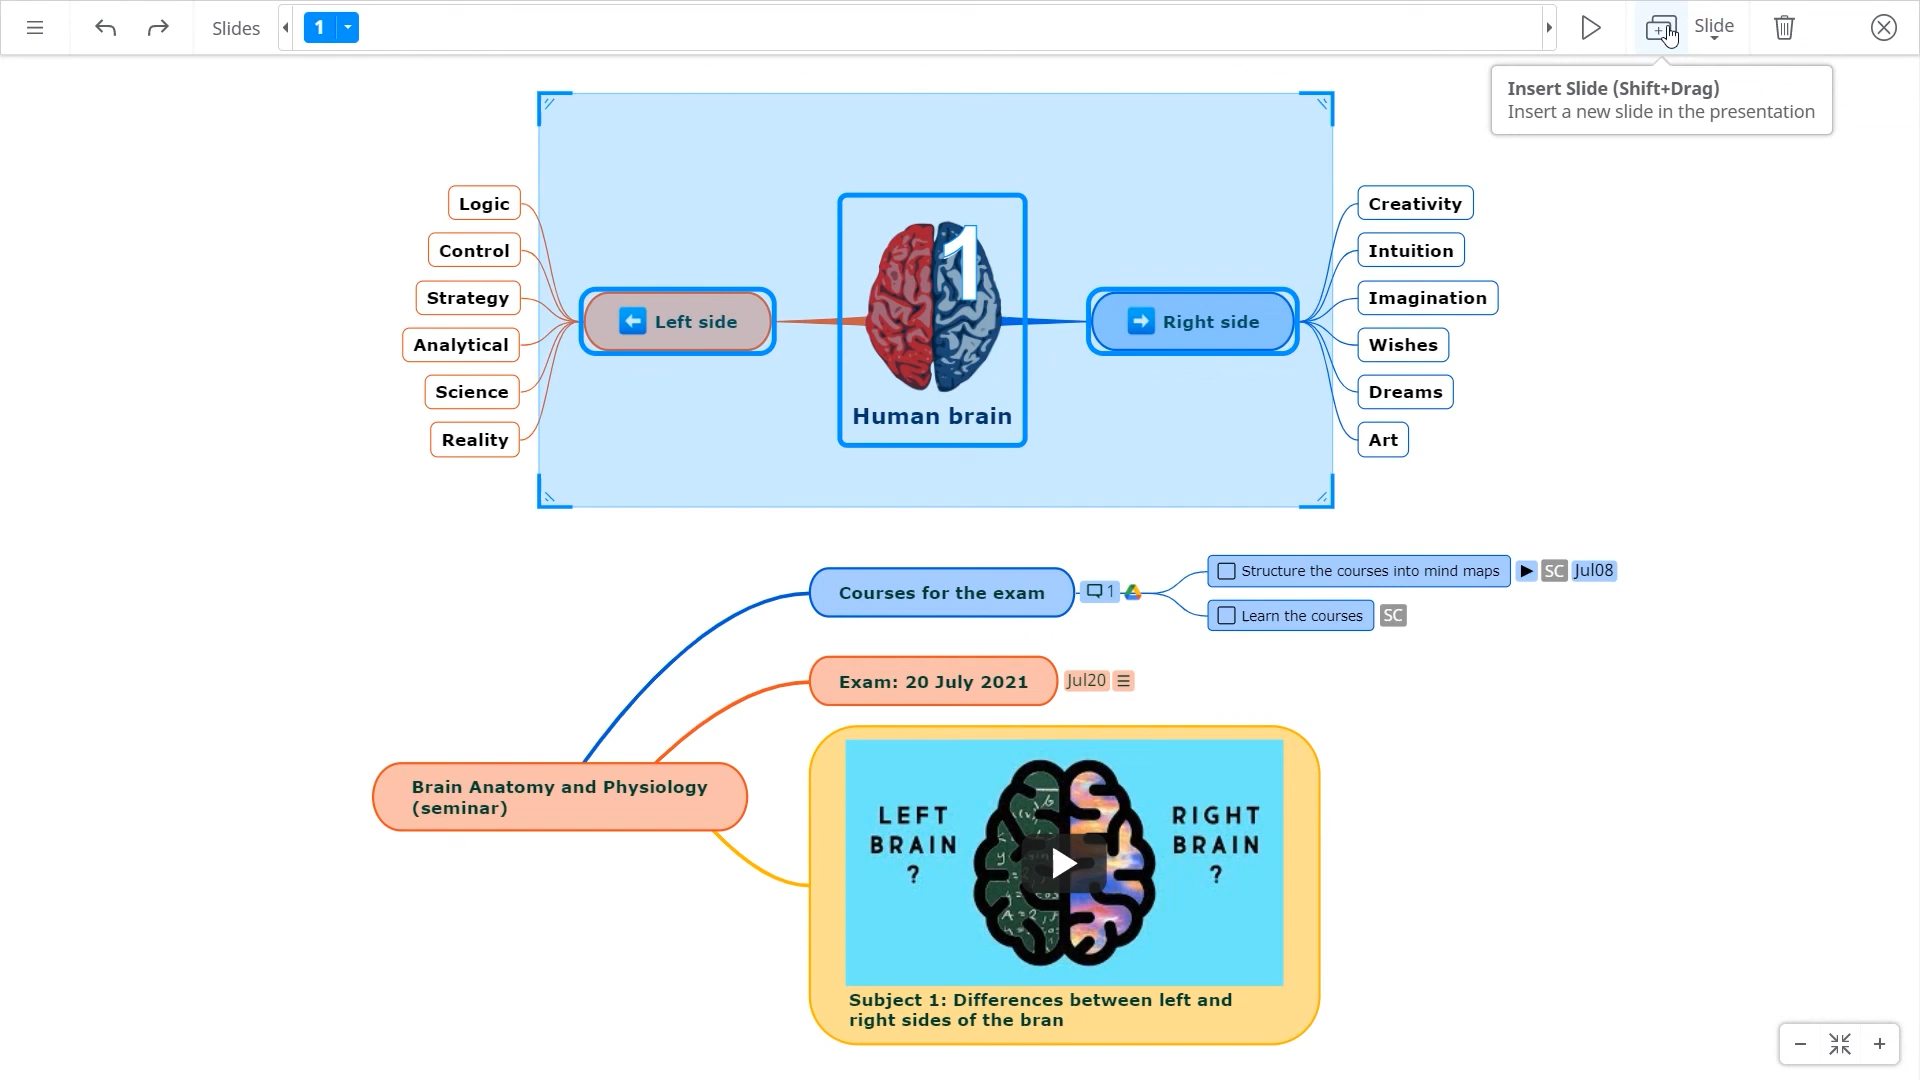 Slides
1
Slide
Insert Slide (Shift+Drag)
Insert a new slide in the presentation
Logic
Control
Strategy
Analytical
Science
Reality
Left side
1
Human brain
Right side
Creativity
Intuition
Imagination
Wishes
Dreams
Art
Courses for the exam
1
Structure the courses into mind maps
SC
Jul08
Learn the courses
SC
Exam: 20 July 2021
Jul20
Brain Anatomy and Physiology
(seminar)
LEFT
BRAIN
?
RIGHT
BRAIN
?
Subject 1: Differences between left and
right sides of the bran